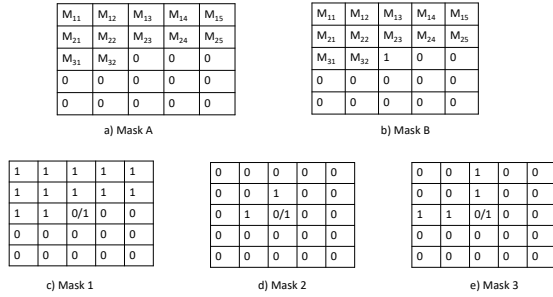 M11 M12 M13 M14 M15
M21 M22 M23 M24 M25
M31 M32 0 0 0
0 0 0 0 0
0 0 0 0 0
a) Mask A
M11 M12 M13 M14 M15
M21 M22 M23 M24 M25
M31 M32 1 0 0
0 0 0 0 0
0 0 0 0 0
b) Mask B
1 1 1 1 1
1 1 1 1 1
1 1 0/1 0 0
0 0 0 0 0
0 0 0 0 0
c) Mask 1
0 0 0 0 0
0 0 1 0 0
0 1 0/1 0 0
0 0 0 0 0
0 0 0 0 0
d) Mask 2
0 0 1 0 0
0 0 1 0 0
1 1 0/1 0 0
0 0 0 0 0
0 0 0 0 0
e) Mask 3